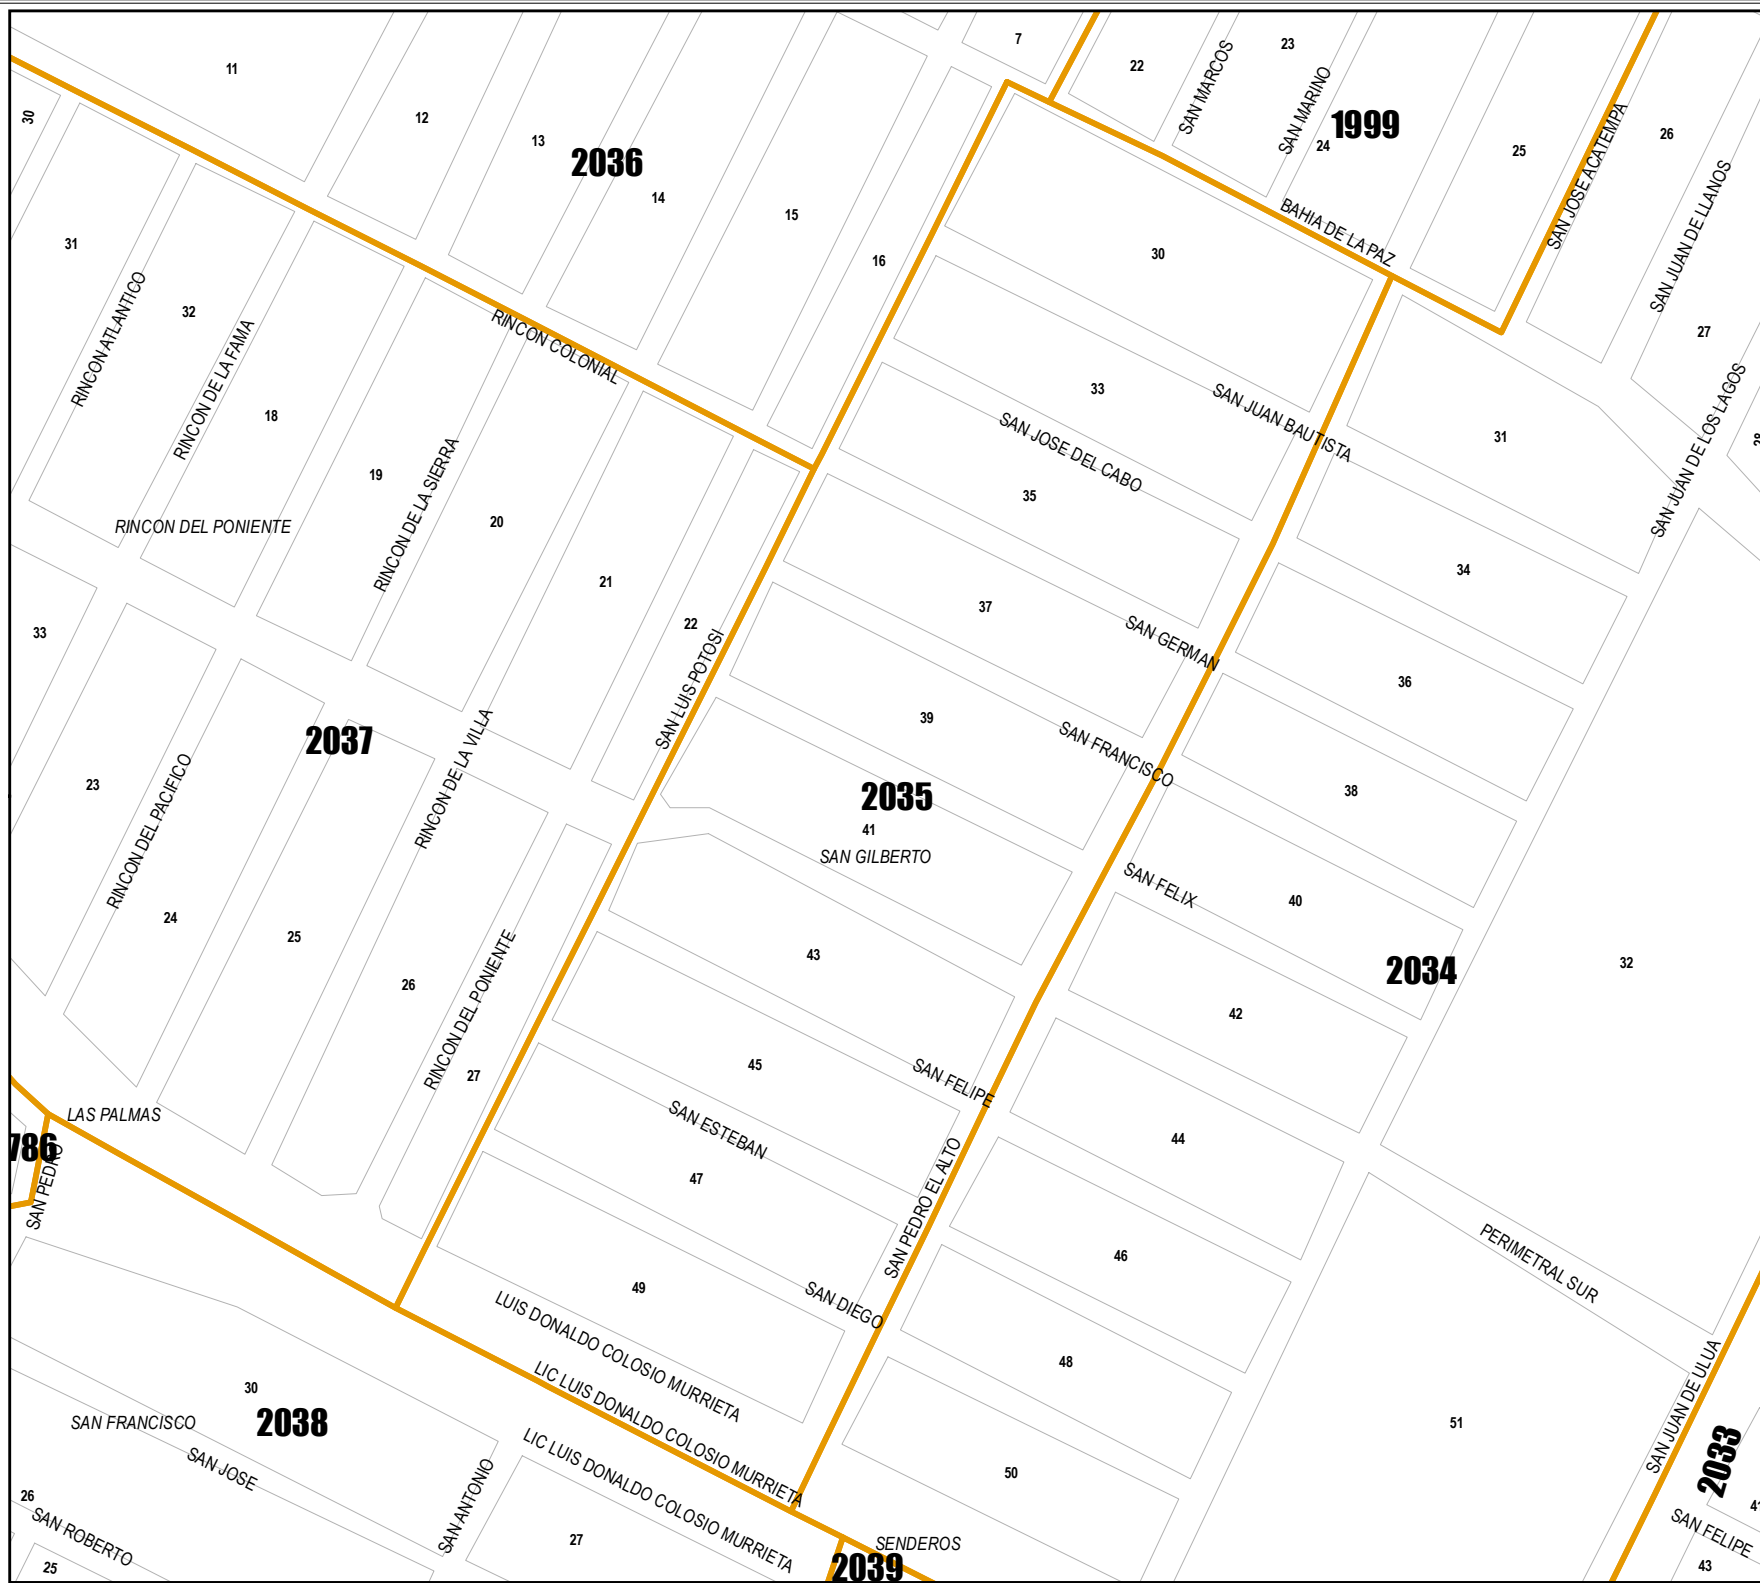 7
11
22
SAN MARCOS
23
SAN MARINO
1999
24
25
SAN JOSE ACATEMPA
26
SAN JUAN DE LLANOS
27
30
12
13
2036
14
15
16
BAHIA DE LA PAZ
30
31
RINCON ATLANTICO
32
RINCON DE LA FAMA
18
RINCON COLONIAL
33
SAN JUAN BAUTISTA
SAN JOSE DEL CABO
31
SAN JUAN DE LOS LAGOS
19
RINCON DE LA SIERRA
20
RINCON DEL PONIENTE
35
34
21
22
37
SAN GERMAN
33
SAN LUIS POTOSI
36
39
SAN FRANCISCO
2037
RINCON DE LA VILLA
23
RINCON DEL PACIFICO
2035
38
41
SAN GILBERTO
SAN FELIX
40
24
25
26
RINCON DEL PONIENTE
43
2034
32
42
27
45
SAN FELIPE
LAS PALMAS
786
SAN PEDRO
SAN ESTEBAN
44
47
SAN PEDRO EL ALTO
46
PERIMETRAL SUR
49
SAN DIEGO
LUIS DONALDO COLOSIO MURRIETA
LIC LUIS DONALDO COLOSIO MURRIETA
LIC LUIS DONALDO COLOSIO MURRIETA
48
SAN JUAN DE ULUA
30
2038
SAN FRANCISCO
SAN JOSE
SAN ANTONIO
51
50
2033
26
SAN ROBERTO
25
27
SENDEROS
2039
SAN FELIPE
43